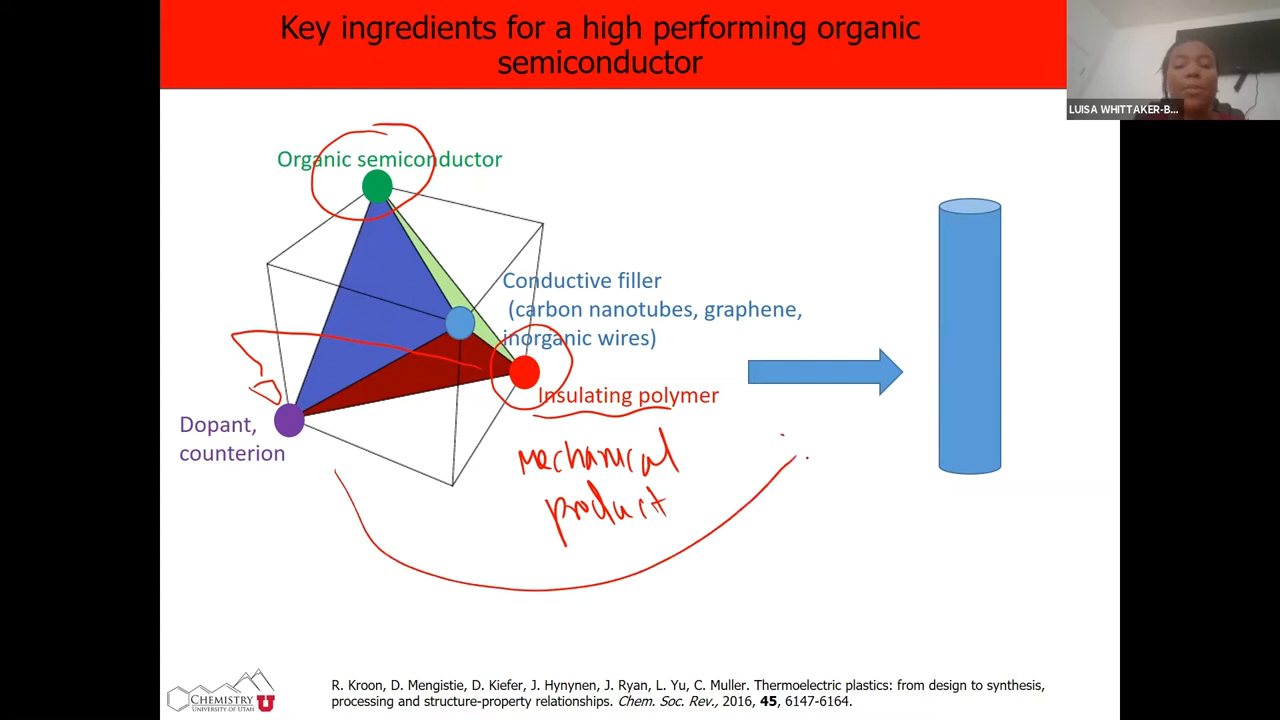 Key ingredients for a high performing organic
semiconductor
LUISA WHITTAKER-B...
Organic semiconductor
Conductive filler
(carbon nanotubes, graphene,
inorganic wires)
Insulating polymer
Dopant,
counterion
mechanical
product
CHEMISTRY
UNIVERSITY OF UTAH
U
R. Kroon, D. Mengistie, D. Kiefer, J. Hynynen, J. Ryan, L. Yu, C. Muller. Thermoelectric plastics: from design to synthesis,
processing and structure-property relationships. Chem. Soc. Rev., 2016, 45, 6147-6164.